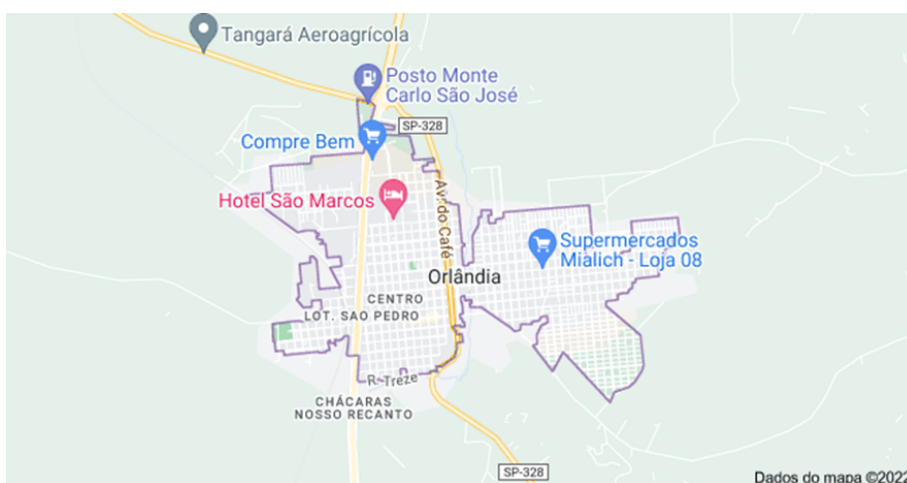 Tangará Aeroagrícola
Posto Monte
Carlo São José
SP-328
Compre Bem
Hotel São Marcos
Av. do Café
Supermercados
Mialich - Loja 08
Orlândia
CENTRO
LOT. SAO PEDRO
R. Treze
CHÁCARAS
NOSSO RECANTO
SP-328
Dados do mapa ©2022